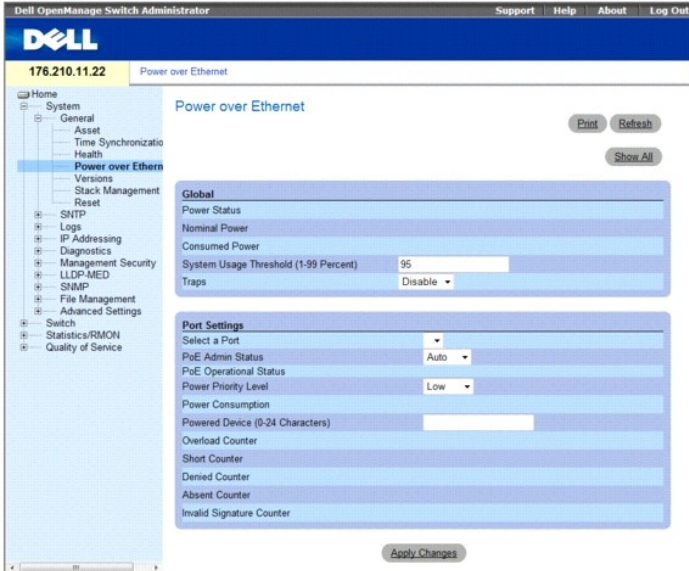 Dell OpenManage Switch Administrator
Support Help About Log Out
DELL
176.210.11.22
Power over Ethernet
Home
System
General
Asset
Time Synchronizatio
Health
Power over Ethern
Versions
Stack Management
Reset
SNTP
Logs
IP Addressing
Diagnostics
Management Security
LLDP-MED
SNMP
File Management
Advanced Settings
Switch
Statistics/RMON
Quality of Service
Power over Ethernet
Print Refresh
Show All
Global
Power Status
Nominal Power
Consumed Power
System Usage Threshold (1-99 Percent) 95
Traps Disable
Port Settings
Select a Port
PoE Admin Status Auto
PoE Operational Status
Power Priority Level Low
Power Consumption
Powered Device (0-24 Characters)
Overload Counter
Short Counter
Denied Counter
Absent Counter
Invalid Signature Counter
Apply Changes